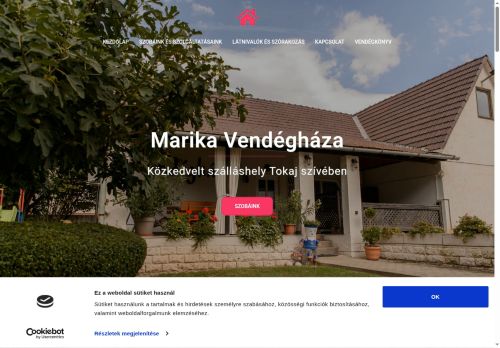 KEZDŐLAP
SZOBÁINK ÉS SZOLGÁLTATÁSAINK
LÁTNIVALÓK ÉS SZÓRAKOZÁS
KAPCSOLAT
VENDÉGKÖNYV
Marika Vendégháza
Közkedvelt szálláshely Tokaj szívében
SZOBÁINK
Ez a weboldal sütiket használ
Sütiket használunk a tartalmak és hirdetések személyre szabásához, közösségi funkciók biztosításához,
valamint weboldalforgalmunk elemzéséhez.
Részletek megjelenítése
OK
Cookiebot
by Usercentrics